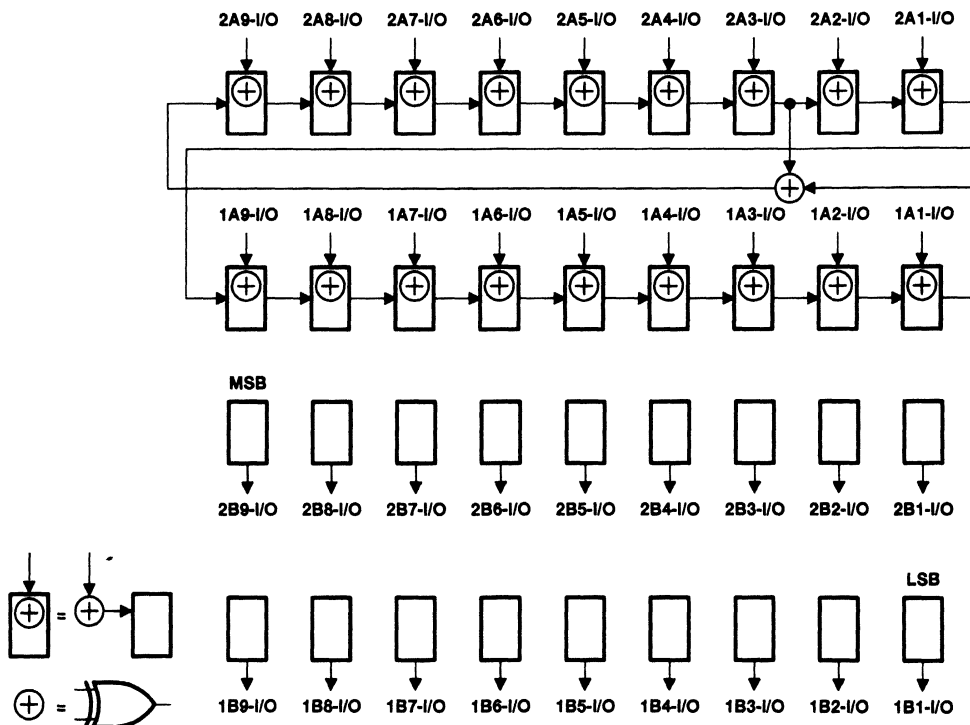 2A9-I/O 2A8-I/O 2A7-I/O 2A6-I/O 2A5-I/O 2A4-I/O 2A3-I/O 2A2-I/O 2A1-I/O
1A9-I/O 1A8-I/O 1A7-I/O 1A6-I/O 1A5-I/O 1A4-I/O 1A3-I/O 1A2-I/O 1A1-I/O
MSB
2B9-I/O 2B8-I/O 2B7-I/O 2B6-I/O 2B5-I/O 2B4-I/O 2B3-I/O 2B2-I/O 2B1-I/O
LSB
=
= 1B9-I/O 1B8-I/O 1B7-I/O 1B6-I/O 1B5-I/O 1B4-I/O 1B3-I/O 1B2-I/O 1B1-I/O